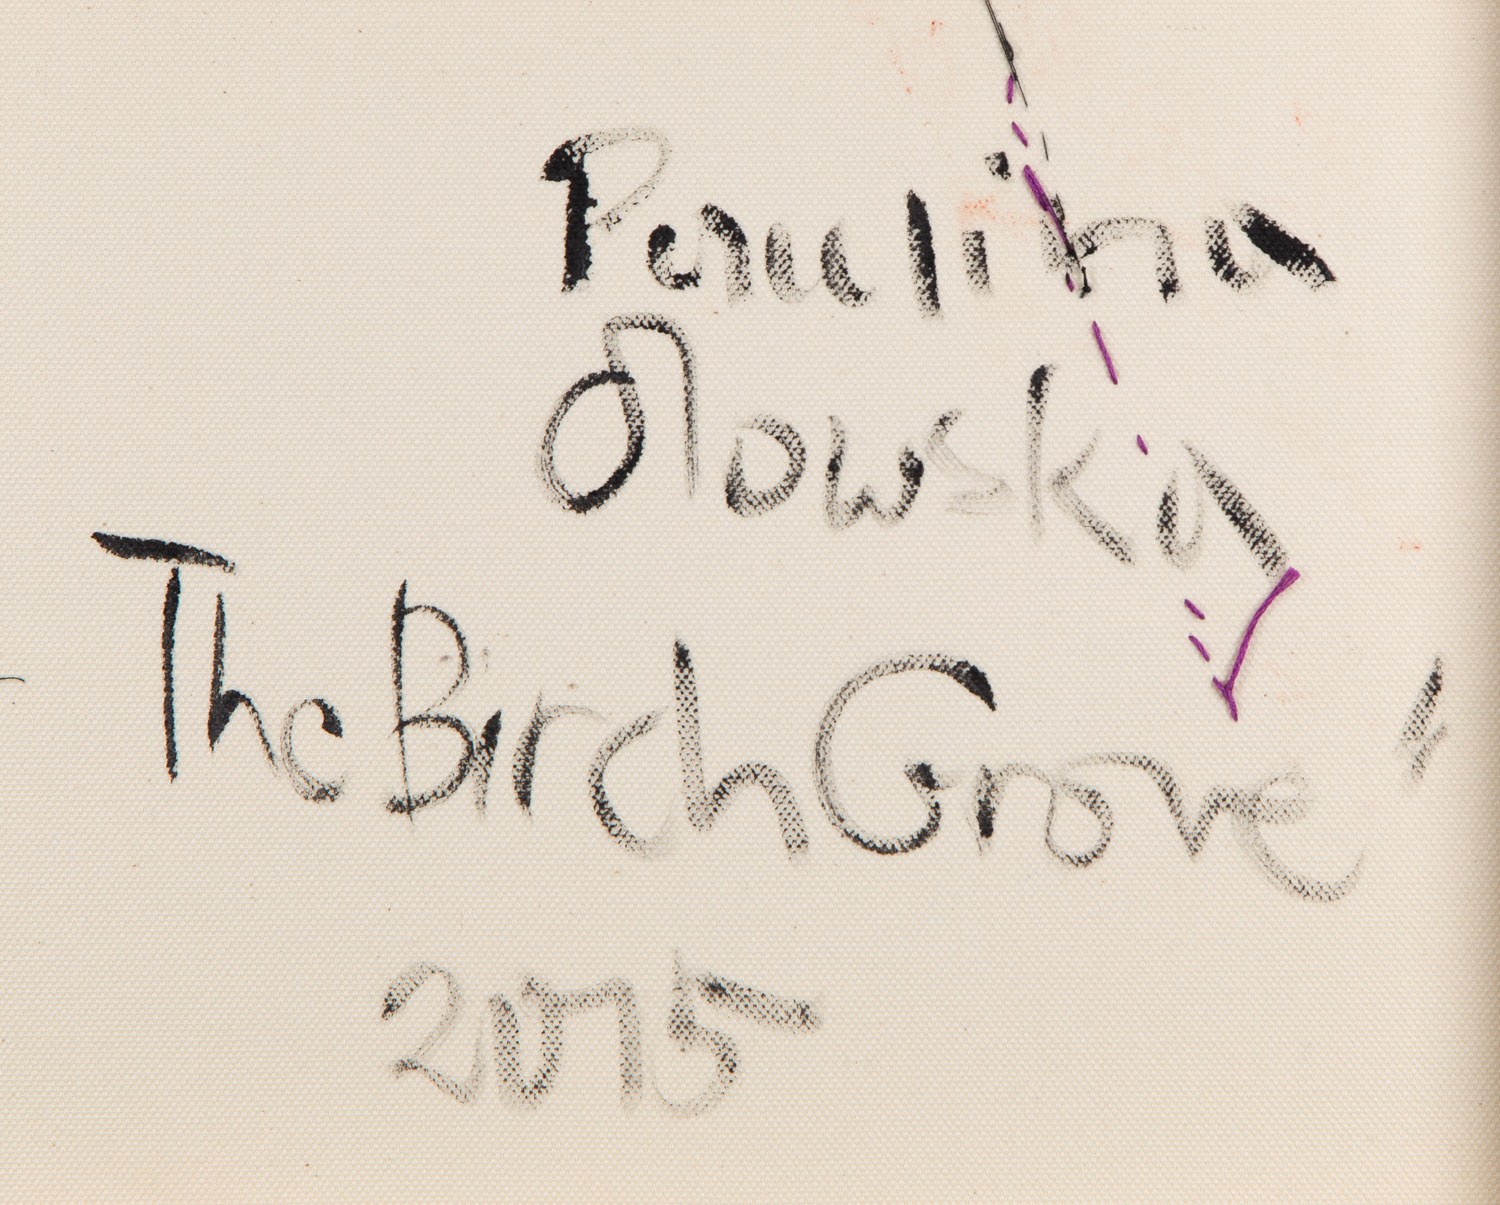 Paulina
Olowska
The Birch Grove"
2015